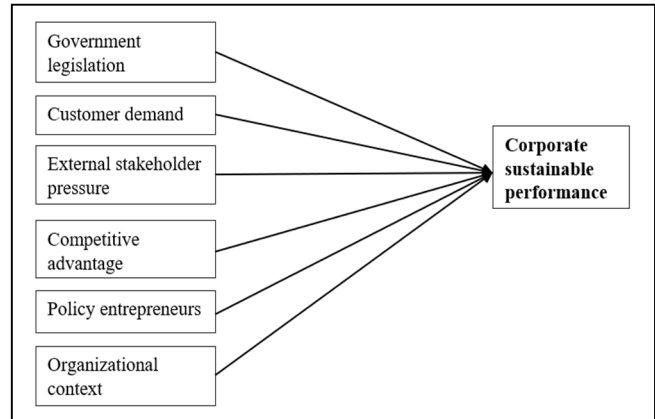 Government
legislation
Customer demand
External stakeholder
pressure
Competitive
advantage
Policy entrepreneurs
Organizational
context
Corporate
sustainable
performance